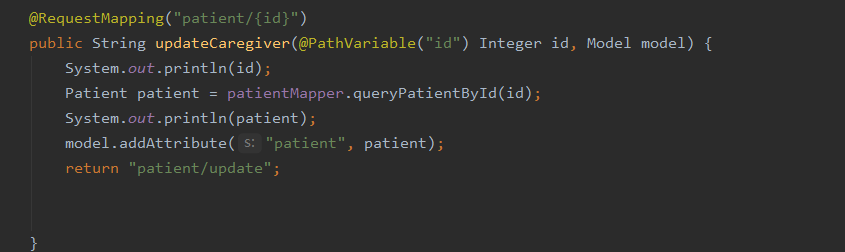 @RequestMapping("patient/{id}")
public String updateCaregiver(@PathVariable("id") Integer id, Model model) {
System.out.println(id);
Patient patient = patientMapper.queryPatientById(id);
System.out.println(patient);
model.addAttribute( s: "patient", patient);
return "patient/update";
}